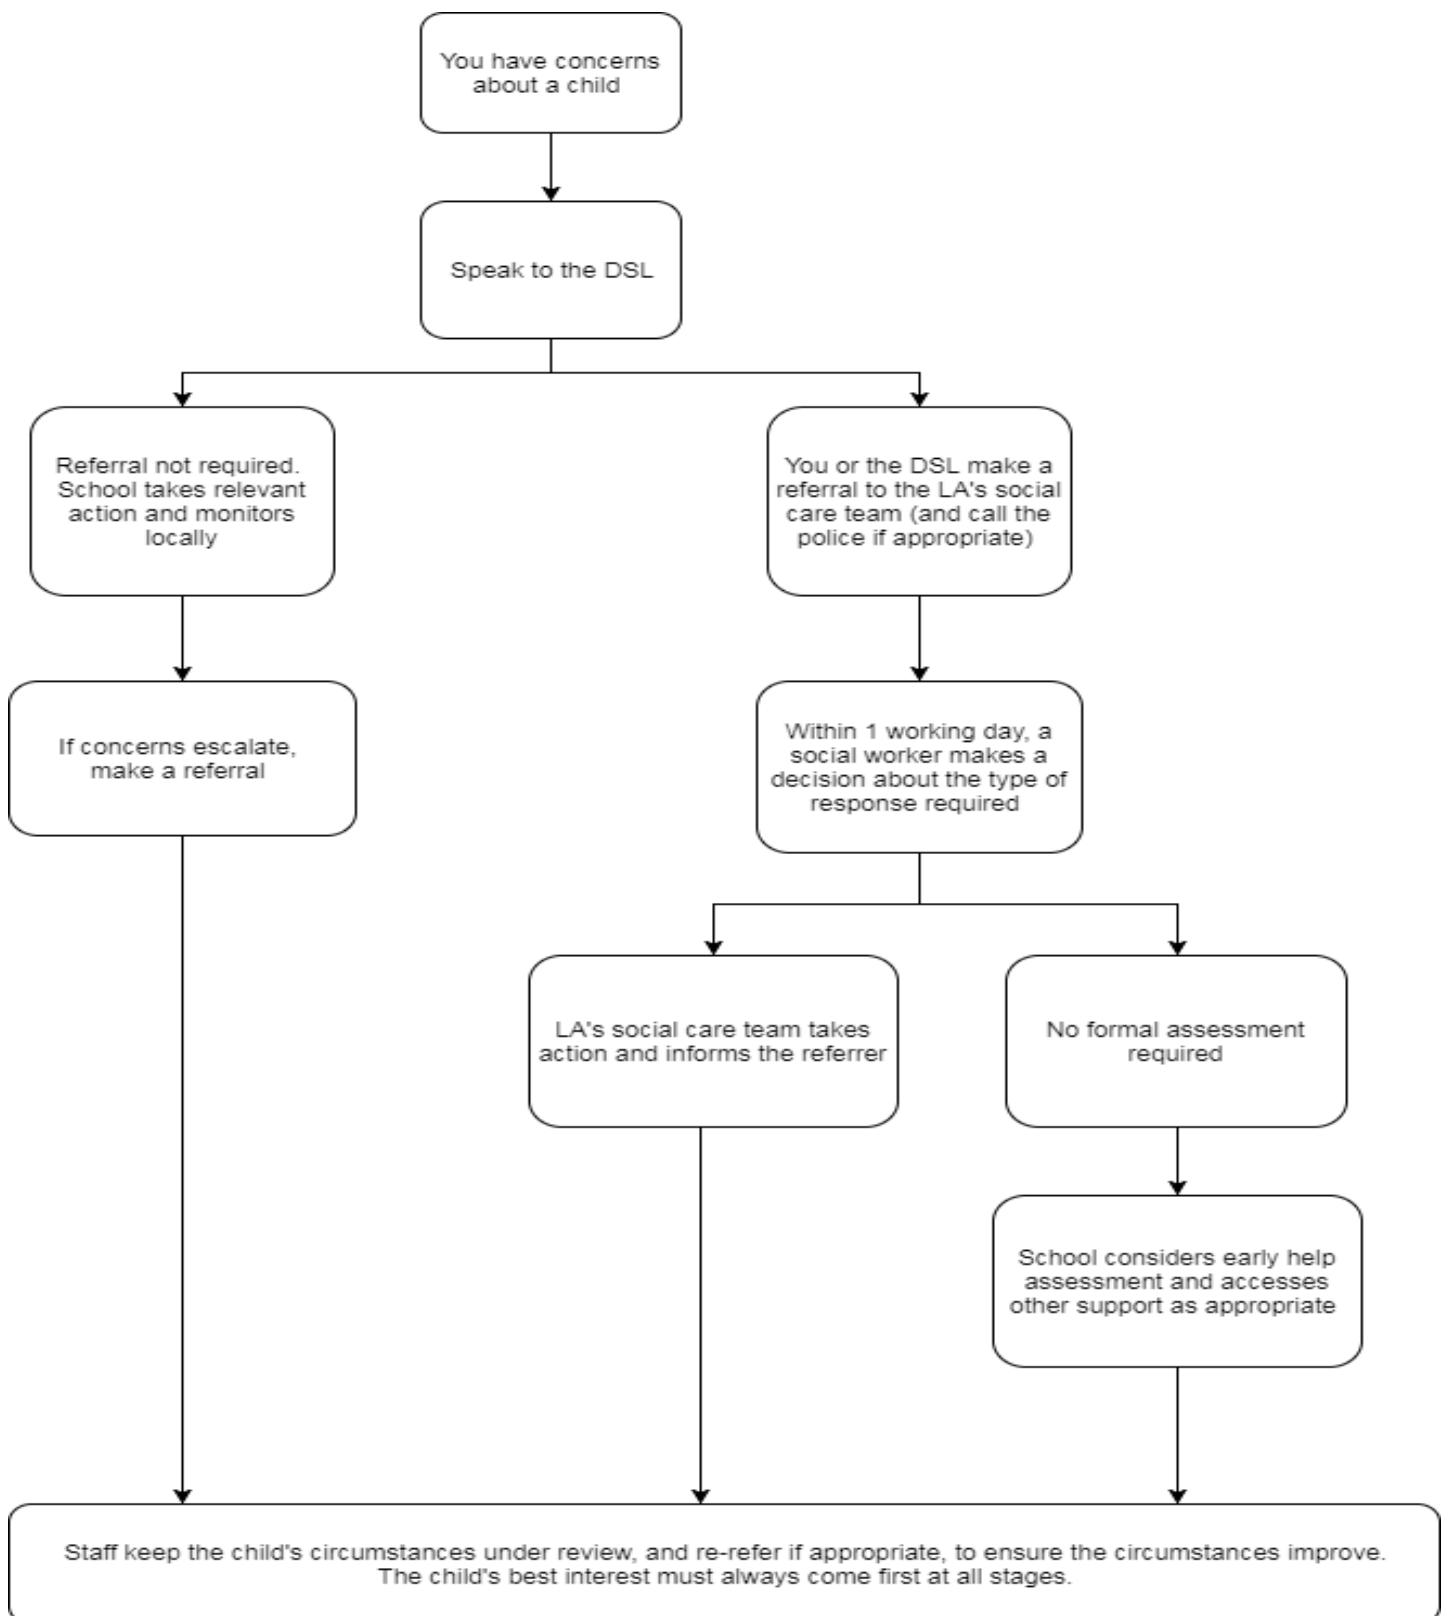 You have concerns
about a child
Speak to the DSL
Referral not required.
School takes relevant
action and monitors
locally
You or the DSL make a
referral to the LA's social
care team (and call the
police if appropriate)
If concerns escalate,
make a referral
Within 1 working day, a
social worker makes a
decision about the type of
response required
LA's social care team takes
action and informs the referrer
No formal assessment
required
School considers early help
assessment and accesses
other support as appropriate
Staff keep the child's circumstances under review, and re-refer if appropriate, to ensure the circumstances improve.
The child's best interest must always come first at all stages.